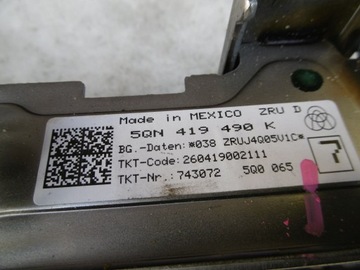 Made in MEXICO ZRU D
5QN 419 490 K
BG.-Daten: *038 ZRUJ4Q05V1C*
TKT-Code: 260419002111
TKT-Nr.: 743072 5Q0 065
7